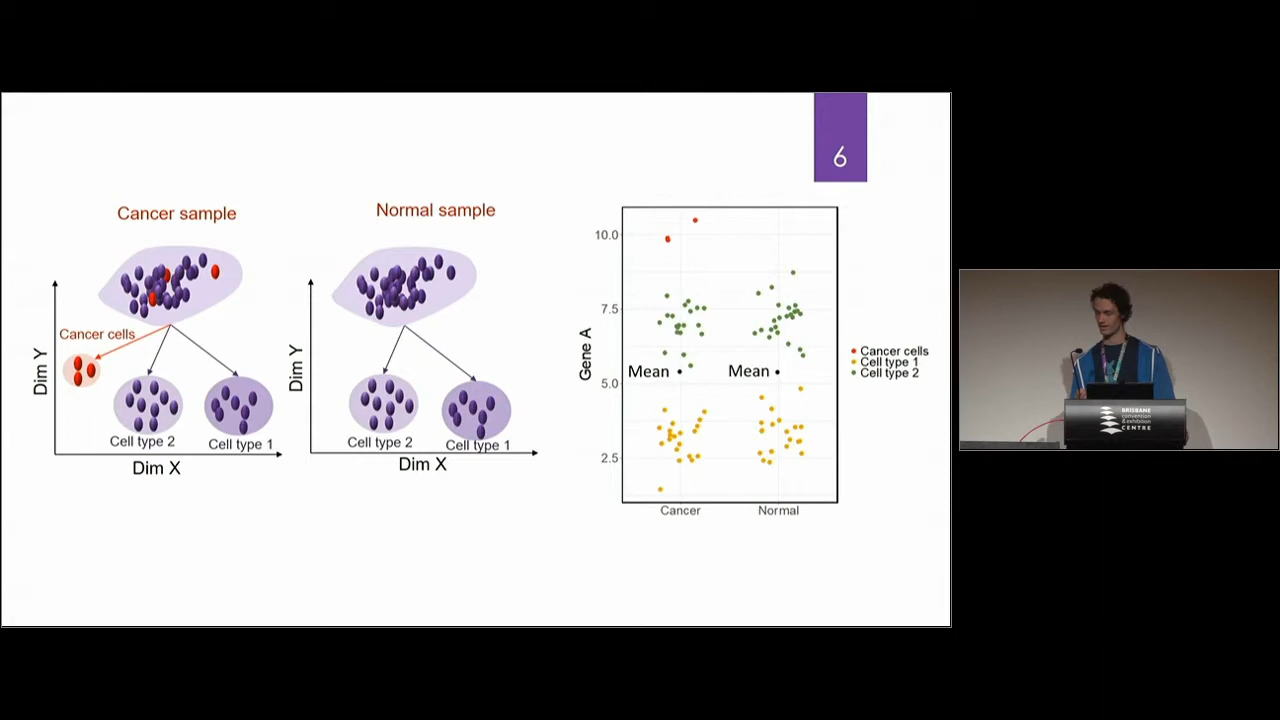 6
Cancer sample
Normal sample
Cancer cells
Dim Y
Cell type 2
Cell type 1
Dim X
Dim Y
Cell type 2
Cell type 1
Dim X
Gene A
10.0
7.5
5.0
2.5
Mean
Mean
Cancer
Normal
Cancer cells
Cell type 1
Cell type 2
BRISBANE
convention
& exhibition
CENTRE